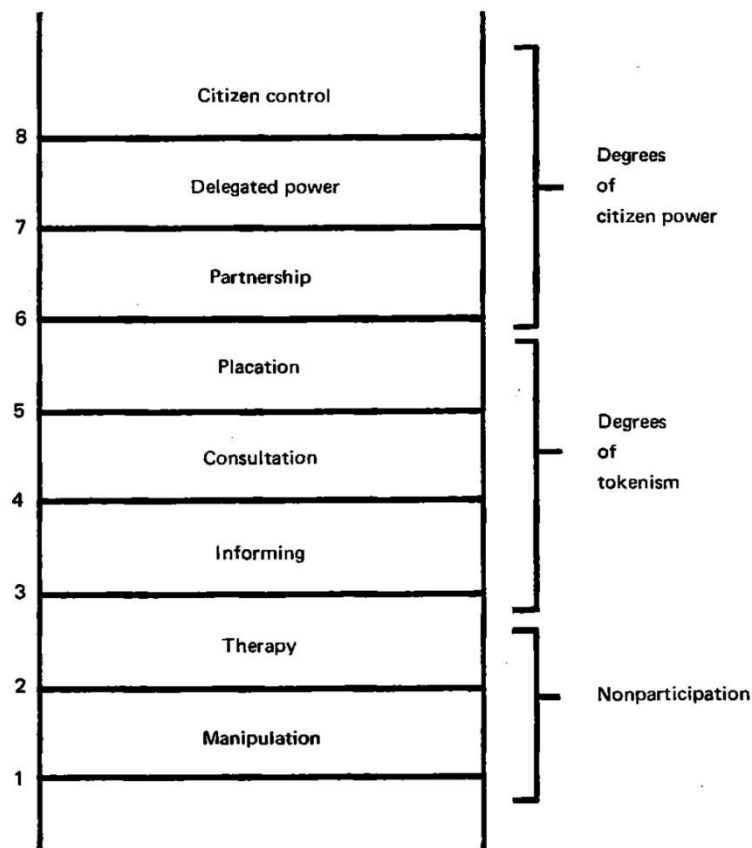 Citizen control
8
Delegated power
7
Partnership
6
Placation
5
Consultation
4
Informing
3
Therapy
2
Manipulation
1
Degrees
of
citizen power
Degrees
of
tokenism
Nonparticipation